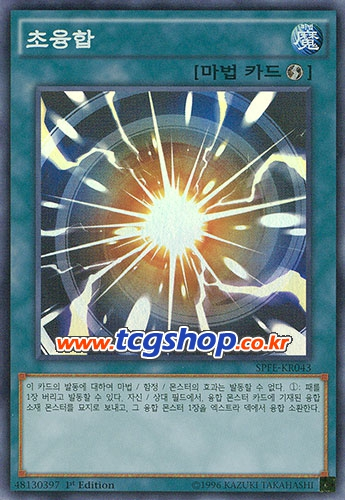 초융합
마법
魔
[마법 카드]
www.tcgshop.co.kr
SPFE-KR043
이 카드의 발동에 대하여 마법 / 함정 / 몬스터의 효과는 발동할 수 없다. ①: 패를
1장 버리고 발동할 수 있다. 자신 / 상대 필드에서, 융합 몬스터 카드에 기재된 융합
소재 몬스터를 묘지로 보내고, 그 융합 몬스터 1장을 엑스트라 덱에서 융합 소환한다.
48130397 1st Edition ©1996 KAZUKI TAKAHASHI